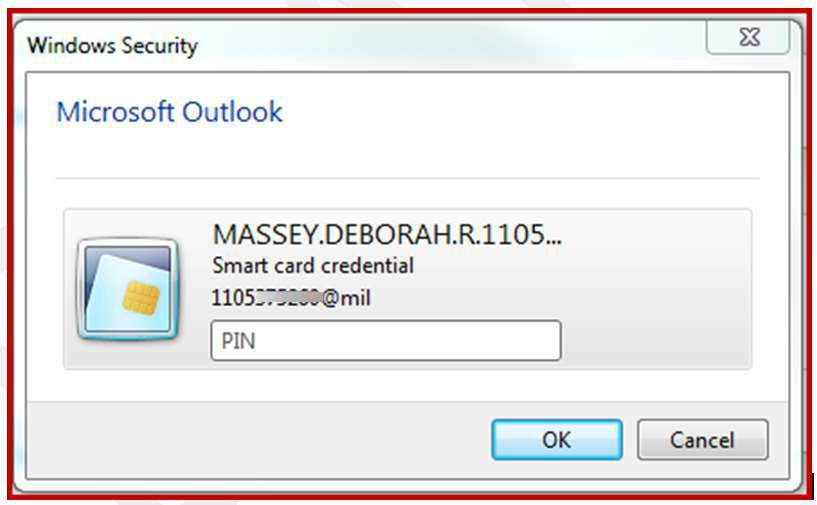 Windows Security
Microsoft Outlook
MASSEY.DEBORAH.R.1105...
Smart card credential
1105 @mil
PIN
OK Cancel